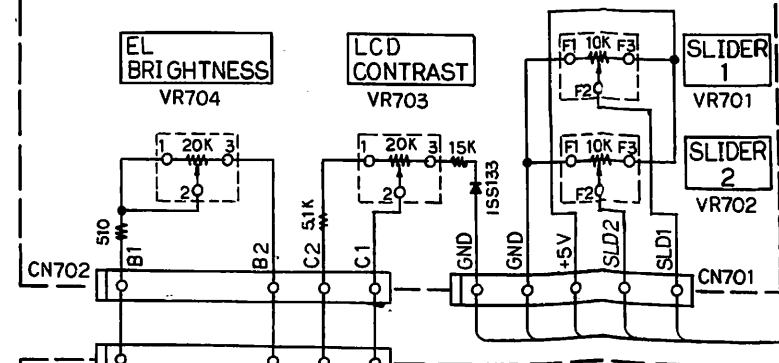 EL
BRIGHTNESS
VR704
LCD
CONTRAST
VR703
F1 10K F3
F2
SLIDER
1
VR701
1 20K 3
2
1 20K 3
2
15K
1SS133
F1 10K F3
F2
SLIDER
2
VR702
510
5.1K
B1
B2
C2
C1
GND
GND
+5V
SLD2
SLD1
CN702
CN701